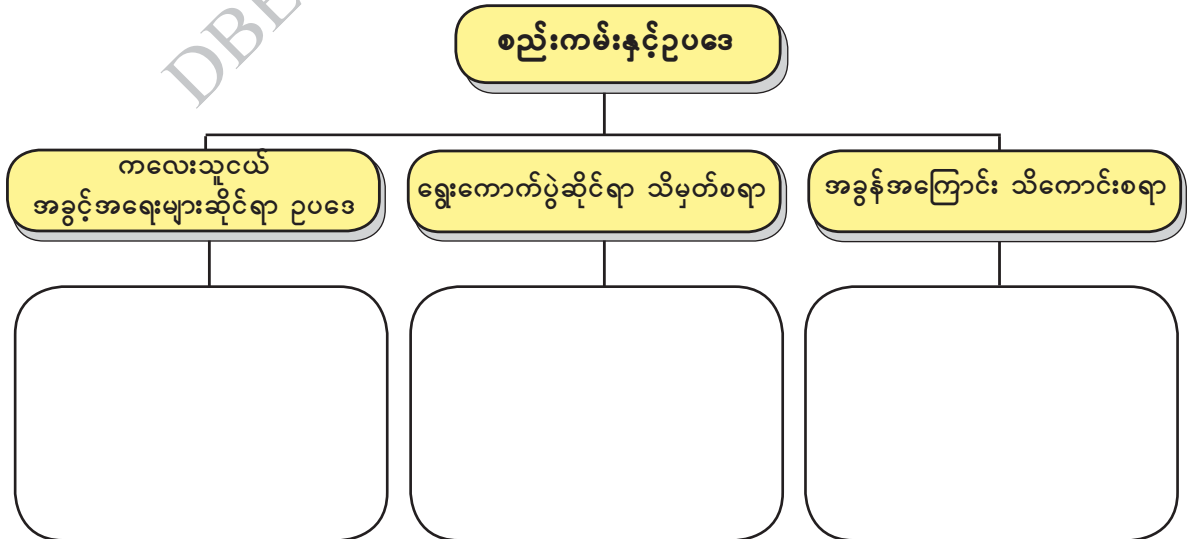 DBE
စည်းကမ်းနှင့်ဥပဒေ
ကလေးသူငယ်
အခွင့်အရေးများဆိုင်ရာ ဥပဒေ
ရွေးကောက်ပွဲဆိုင်ရာ သိမှတ်စရာ
အခွန်အကြောင်း သိကောင်းစရာ